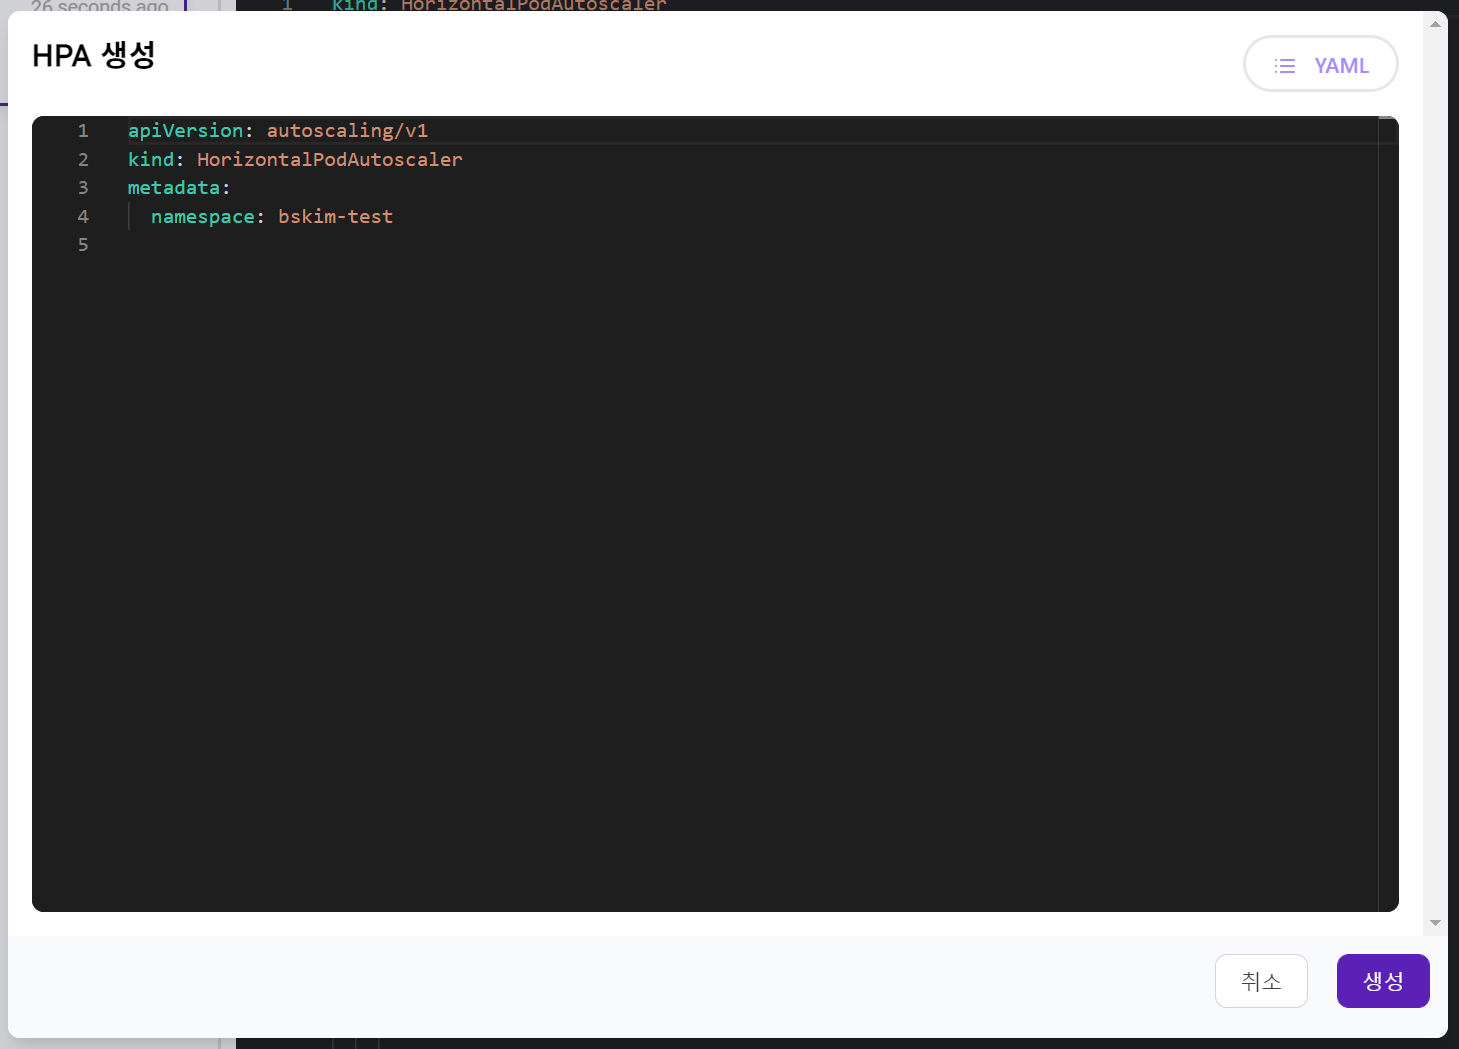 26 seconds ago
1 kind: HorizontalPodAutoscaler
HPA 생성
YAML
1 apiVersion: autoscaling/v1
2 kind: HorizontalPodAutoscaler
3 metadata:
4 namespace: bskim-test
5
취소
생성